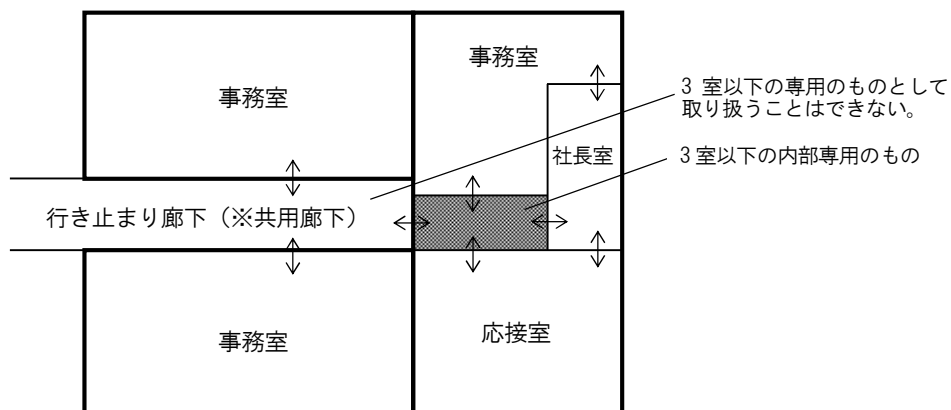 事務室
事務室
3 室以下の専用のものとして
取り扱うことはできない。
社長室
3 室以下の内部専用のもの
行き止まり廊下（※共用廊下）
事務室
応接室